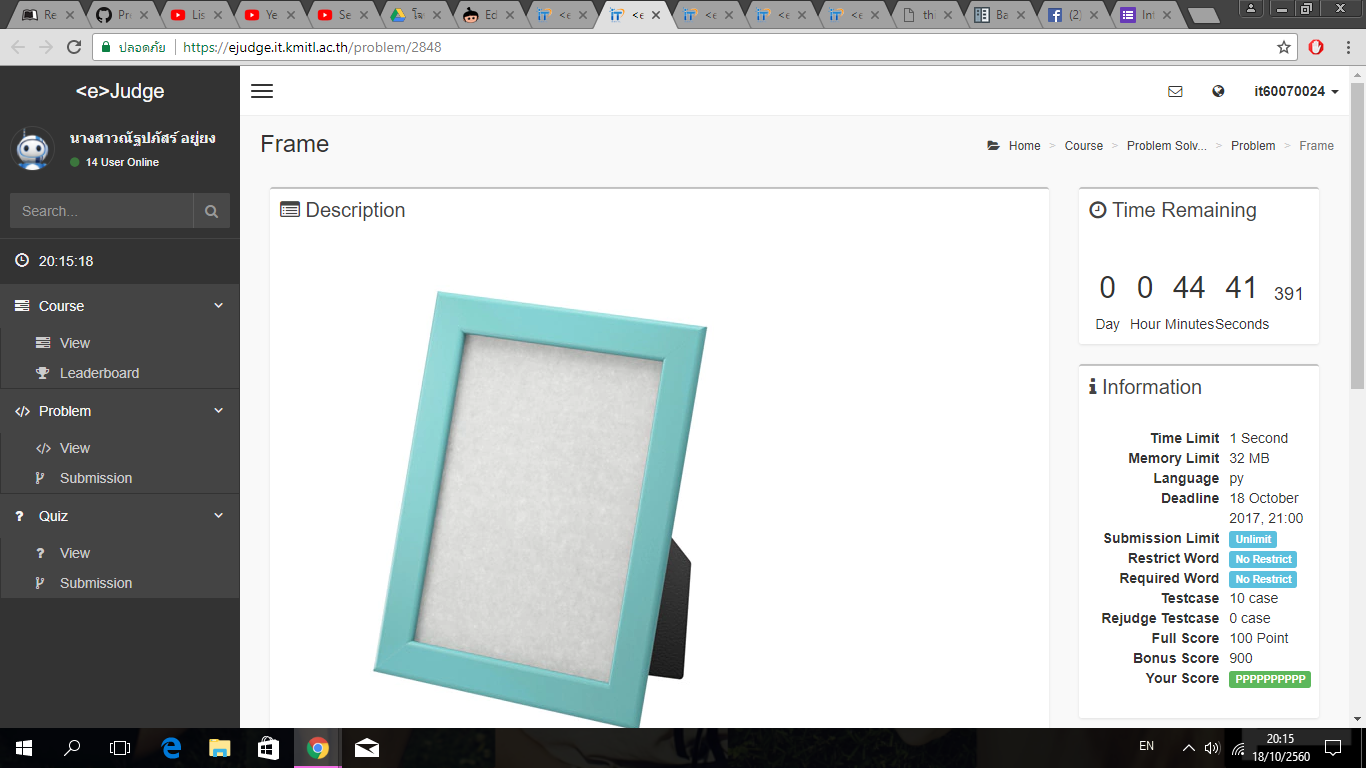 Re
Pr
Lis
Ye
Se
โจ
Edi
<e
<e
<e
<e
<e
th
Ba
(2)
Int
ปลอดภัย https://ejudge.it.kmitl.ac.th/problem/2848
<e>Judge
it60070024
นางสาวณัฐปภัสร์ อยู่ยง
14 User Online
Frame
Home > Course > Problem Solv... > Problem > Frame
Search...
20:15:18
Course
View
Leaderboard
Problem
View
Submission
Quiz
View
Submission
Description
Time Remaining
0 0 44 41 391
Day Hour Minutes Seconds
Information
Time Limit 1 Second
Memory Limit 32 MB
Language py
Deadline 18 October
2017, 21:00
Submission Limit Unlimit
Restrict Word No Restrict
Required Word No Restrict
Testcase 10 case
Rejudge Testcase 0 case
Full Score 100 Point
Bonus Score 900
Your Score PPPPPPPPPP
EN
20:15
18/10/2560